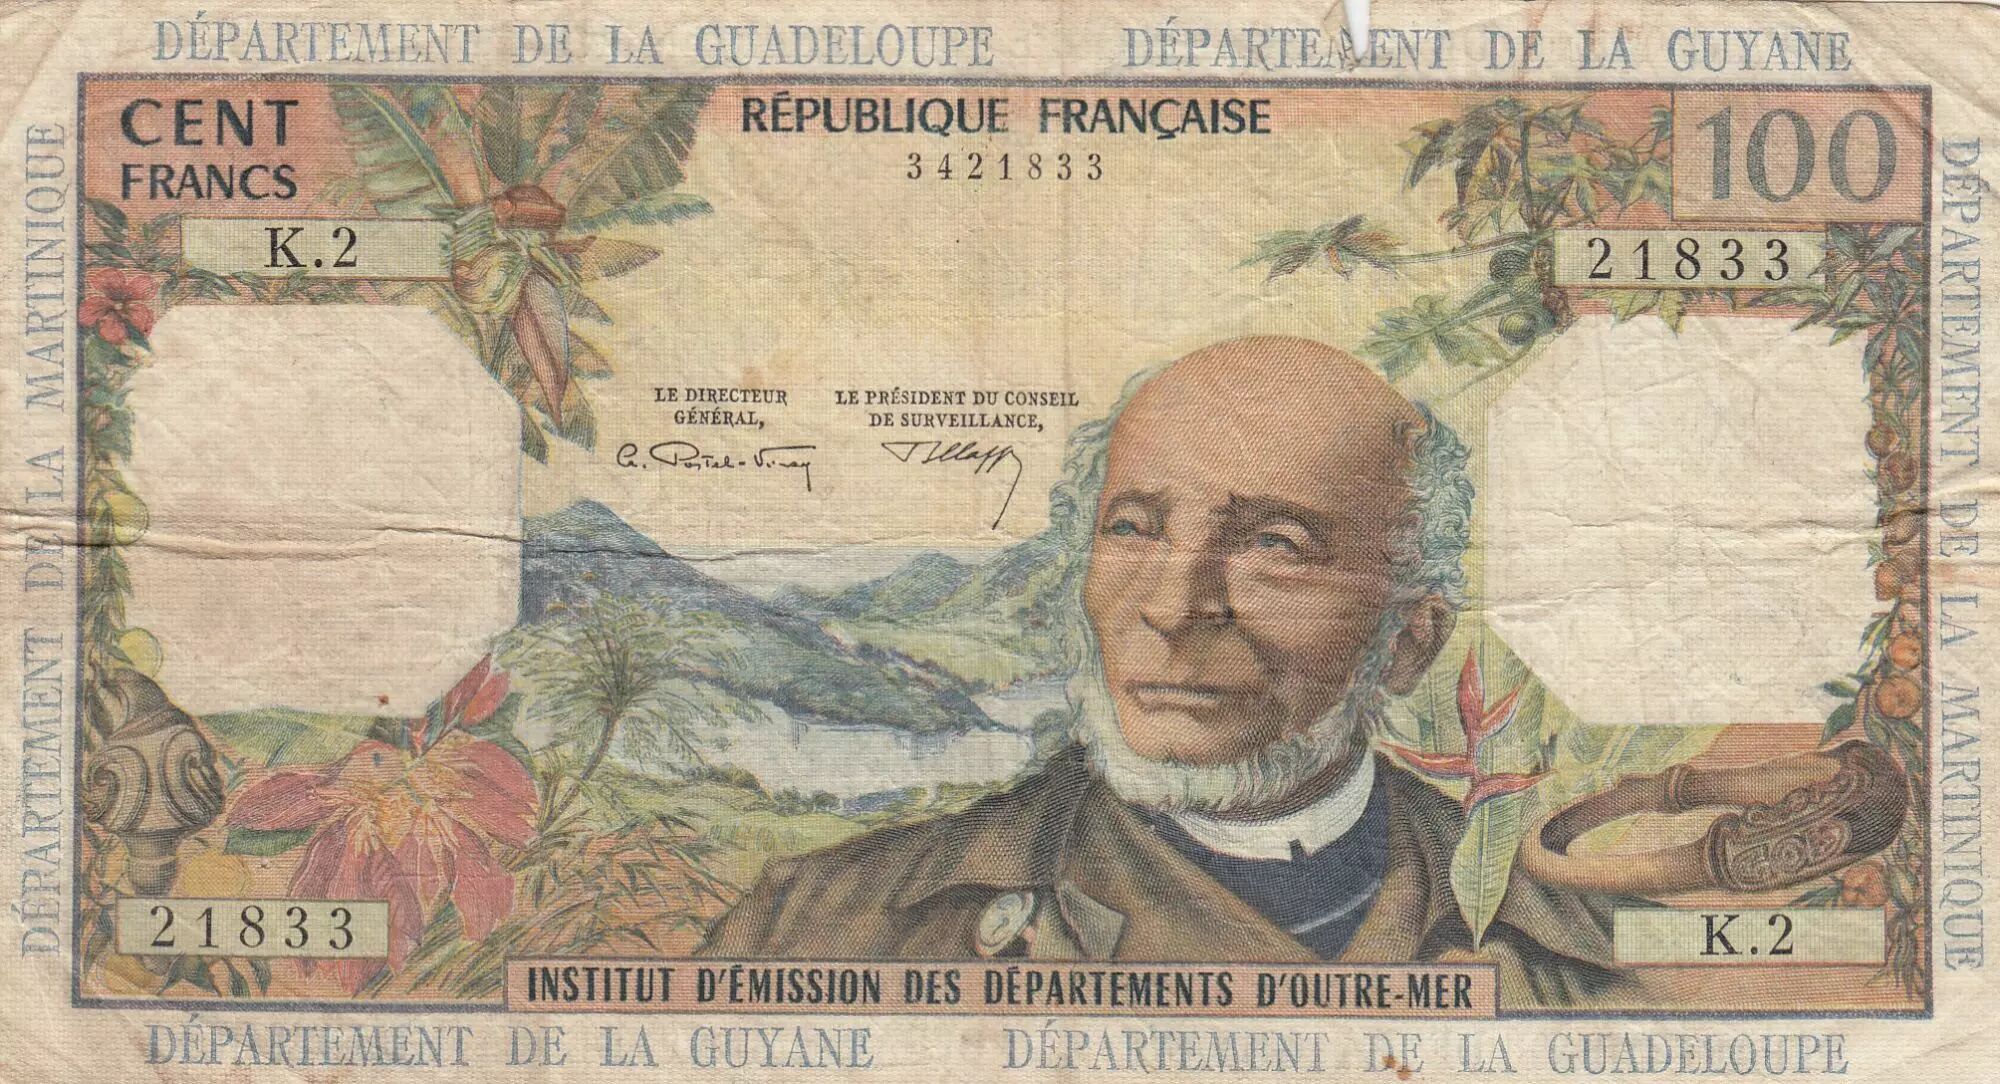 DÉPARTEMENT DE LA GUADELOUPE
DÉPARTEMENT DE LA GUYANE
DÉPARTEMENT DE LA MARTINIQUE
DÉPARTEMENT DE LA MARTINIQUE
CENT
FRANCS
RÉPUBLIQUE FRANÇAISE
3421833
100
K.2
21833
LE DIRECTEUR
GÉNÉRAL,
LE PRÉSIDENT DU CONSEIL
DE SURVEILLANCE,
A. Postel-Vinay
21833
K.2
INSTITUT D'ÉMISSION DES DÉPARTEMENTS D'OUTRE-MER
DÉPARTEMENT DE LA GUYANE
DÉPARTEMENT DE LA GUADELOUPE